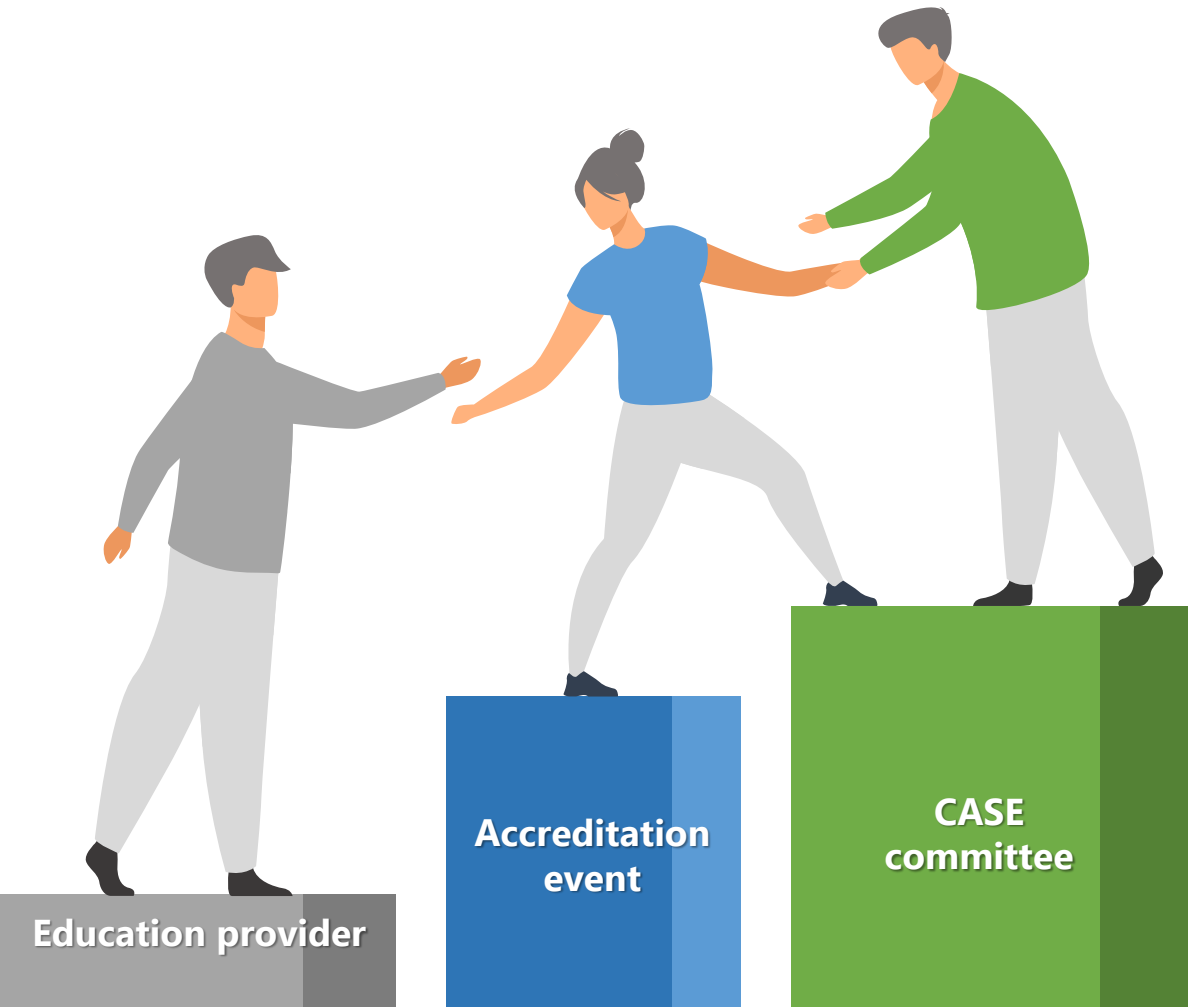 Education provider
Accreditation
event
CASE
committee